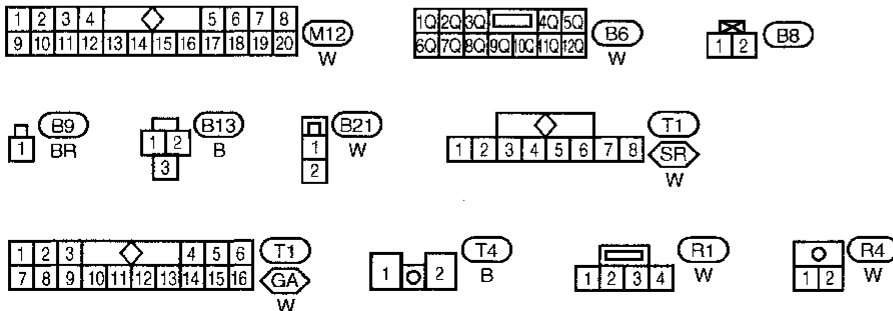 1 2 3 4 5 6 7 8 M12
9 10 11 12 13 14 15 16 17 18 19 20
W
1Q 2Q 3Q 4Q 5Q B6
6Q 7Q 8Q 9Q 10Q 11Q 12Q
W
1 2 B8
1 B9
BR
1 2 B13
3 B
1 B21
2 W
1 2 3 4 5 6 7 8 T1
SR
W
1 2 3 4 5 6 T1
7 8 9 10 11 12 13 14 15 16 GA
W
1 2 T4
B
1 2 3 4 R1
W
1 2 R4
W